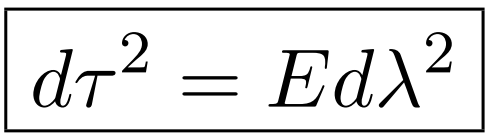 dτ² = Edλ²